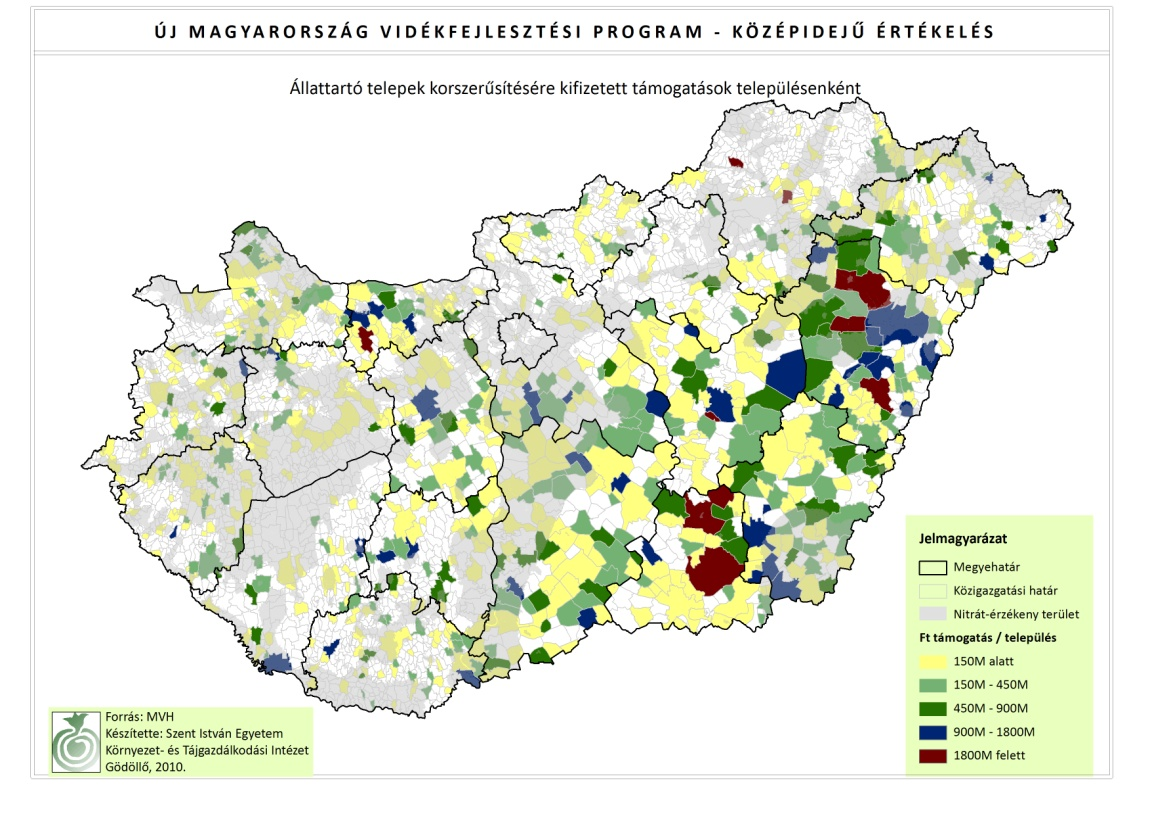 ÚJ MAGYARORSZÁG VIDÉKFEJLESZTÉSI PROGRAM - KÖZÉPIDEJŰ ÉRTÉKELÉS
Állattartó telepek korszerűsítésére kifizetett támogatások településenként
Jelmagyarázat
Megyehatár
Közigazgatási határ
Nitrát-érzékeny terület
Ft támogatás / település
150M alatt
150M - 450M
450M - 900M
900M - 1800M
1800M felett
Forrás: MVH
Készítette: Szent István Egyetem
Környezet- és Tájgazdálkodási Intézet
Gödöllő, 2010.